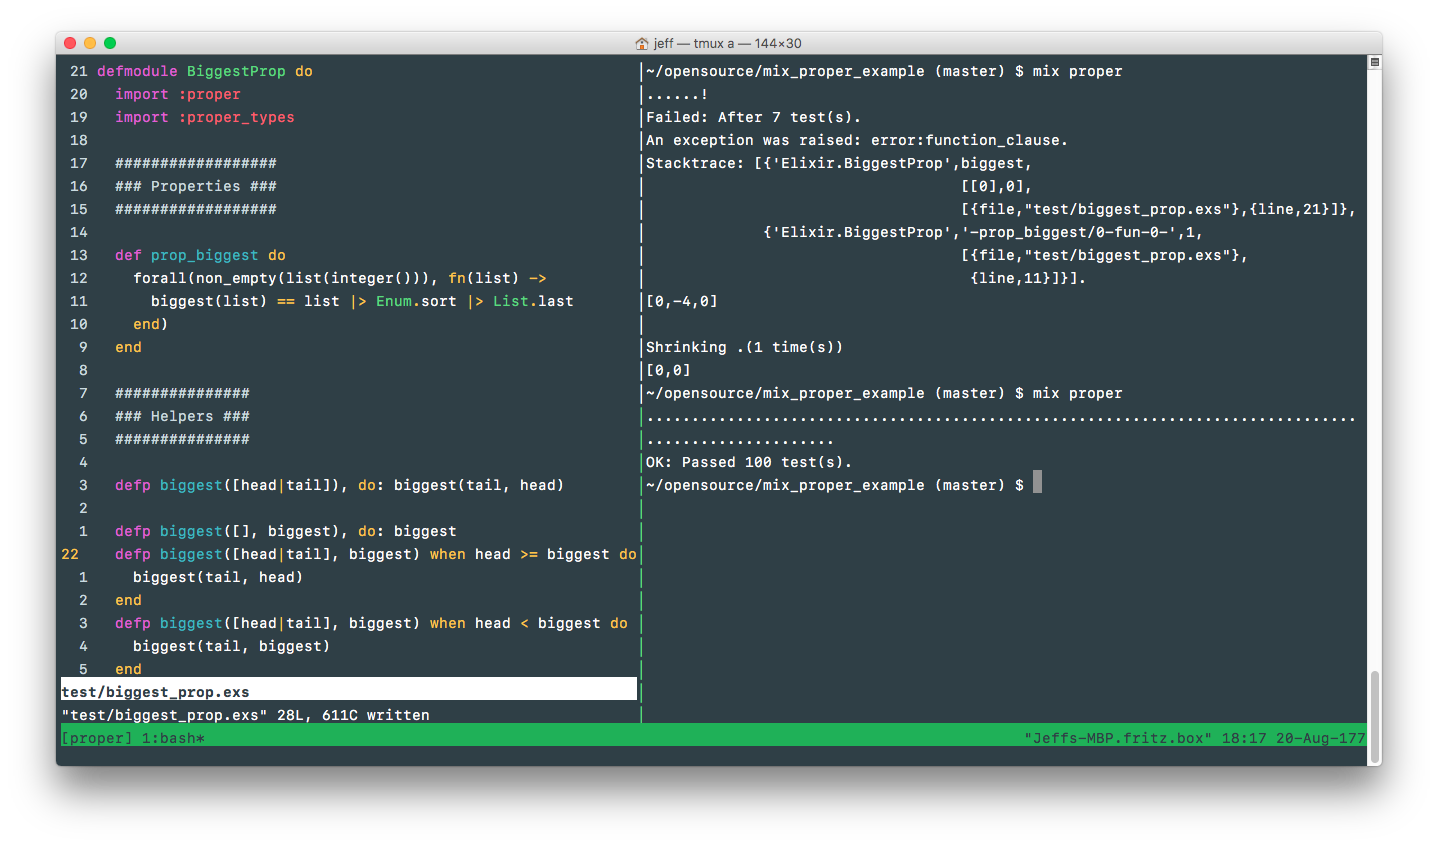 jeff — tmux a — 144×30
21 defmodule BiggestProp do
20   import :proper
19   import :proper_types
18
17   ##################
16   ### Properties ###
15   ##################
14
13   def prop_biggest do
12     forall(non_empty(list(integer())), fn(list) ->
11       biggest(list) == list |> Enum.sort |> List.last
10     end)
9   end
8
7   ###############
6   ### Helpers ###
5   ###############
4
3   defp biggest([head|tail]), do: biggest(tail, head)
2
1   defp biggest([], biggest), do: biggest
22    defp biggest([head|tail], biggest) when head >= biggest do
1     biggest(tail, head)
2   end
3   defp biggest([head|tail], biggest) when head < biggest do
4     biggest(tail, biggest)
5   end
test/biggest_prop.exs
"test/biggest_prop.exs" 28L, 611C written
~/opensource/mix_proper_example (master) $ mix proper
......!
Failed: After 7 test(s).
An exception was raised: error:function_clause.
Stacktrace: [{'Elixir.BiggestProp',biggest,
[[0],0],
[{file,"test/biggest_prop.exs"},{line,21}]},
{'Elixir.BiggestProp','-prop_biggest/0-fun-0-',1,
[{file,"test/biggest_prop.exs"},
{line,11}]}].
[0,-4,0]
Shrinking .(1 time(s))
[0,0]
~/opensource/mix_proper_example (master) $ mix proper
...............................................................................
.....................
OK: Passed 100 test(s).
~/opensource/mix_proper_example (master) $
[proper] 1:bash*
"Jeffs-MBP.fritz.box" 18:17 20-Aug-177